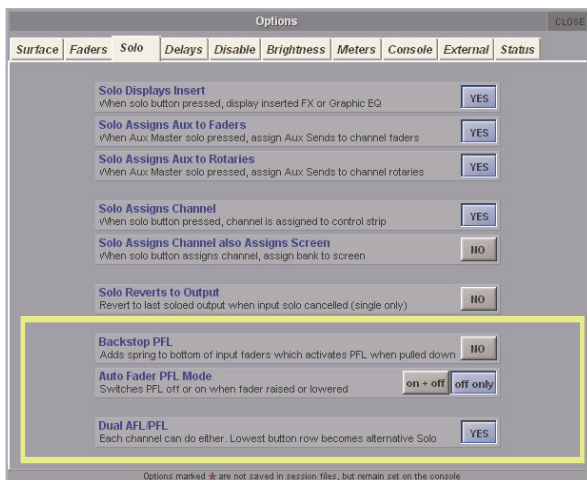 Options
CLOSE
Surface Faders Solo Delays Disable Brightness Meters Console External Status
Solo Displays Insert
When solo button pressed, display inserted FX or Graphic EQ
YES
Solo Assigns Aux to Faders
When Aux Master solo pressed, assign Aux Sends to channel faders
YES
Solo Assigns Aux to Rotaries
When Aux Master solo pressed, assign Aux Sends to channel rotaries
YES
Solo Assigns Channel
When solo button pressed, channel is assigned to control strip
YES
Solo Assigns Channel also Assigns Screen
When solo button assigns channel, assign bank to screen
NO
Solo Reverts to Output
Revert to last soloed output when input solo cancelled (single only)
NO
Backstop PFL
Adds spring to bottom of input faders which activates PFL when pulled down
NO
Auto Fader PFL Mode
Switches PFL off or on when fader raised or lowered
on + off off only
Dual AFL/PFL
Each channel can do either. Lowest button row becomes alternative Solo
YES
Options marked * are not saved in session files, but remain set on the console